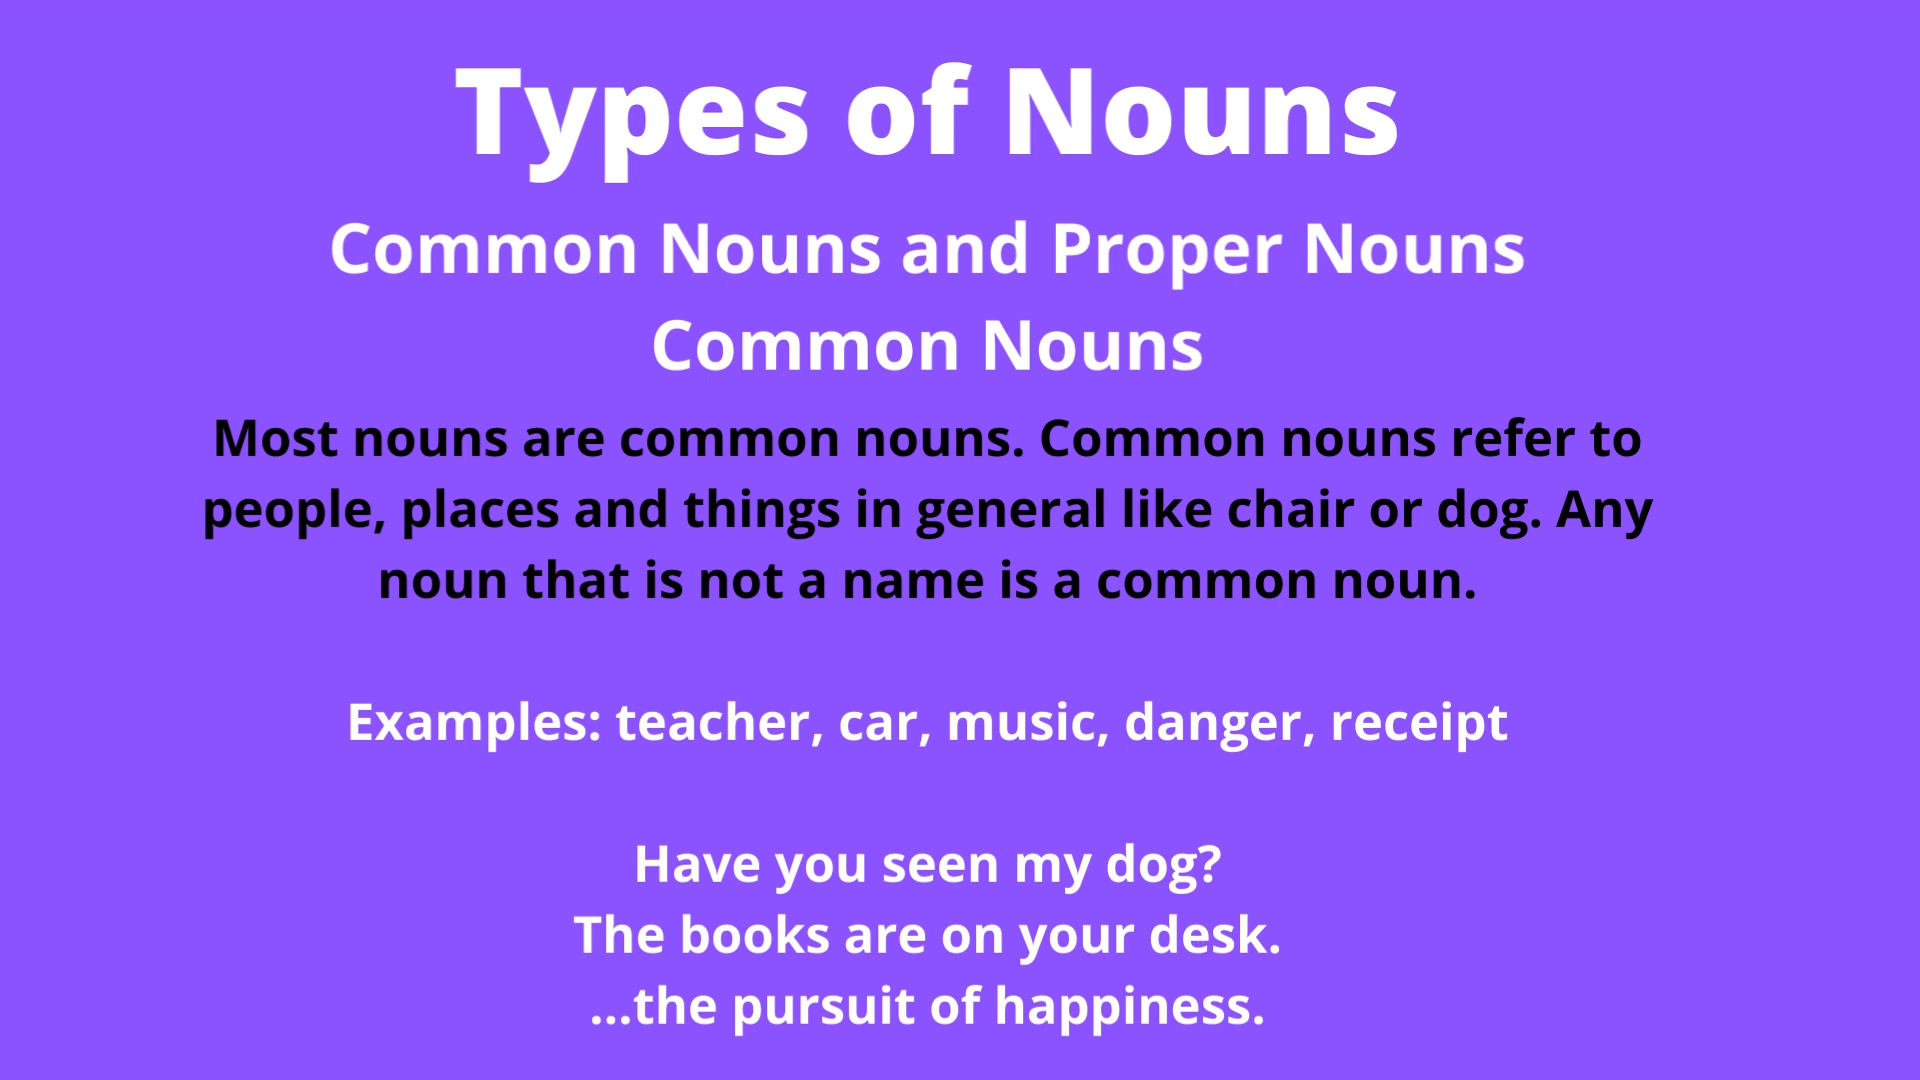 Types of Nouns
Common Nouns and Proper Nouns
Common Nouns
Most nouns are common nouns. Common nouns refer to
people, places and things in general like chair or dog. Any
noun that is not a name is a common noun.
Examples: teacher, car, music, danger, receipt
Have you seen my dog?
The books are on your desk.
...the pursuit of happiness.